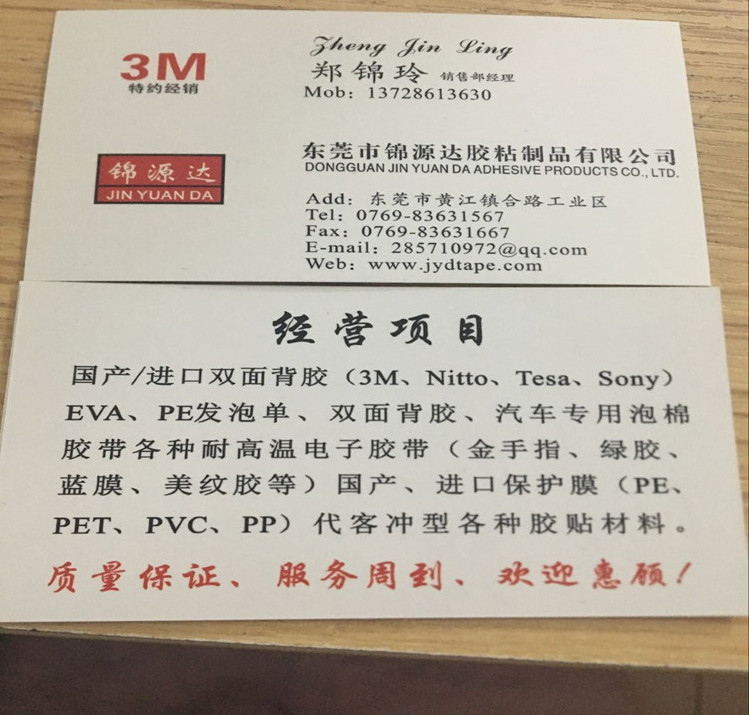 3M
特约经销
Zheng Jin Ling
郑锦玲 销售部经理
Mob: 13728613630
锦源达
JIN YUAN DA
东莞市锦源达胶粘制品有限公司
DONGGUAN JIN YUAN DA ADHESIVE PRODUCTS CO., LTD.
Add: 东莞市黄江镇合路工业区
Tel: 0769-83631567
Fax: 0769-83631667
E-mail: 285710972@qq.com
Web: www.jydtape.com
经营项目
国产/进口双面背胶（3M、Nitto、Tesa、Sony）
EVA、PE发泡单、双面背胶、汽车专用泡棉
胶带各种耐高温电子胶带（金手指、绿胶、
蓝膜、美纹胶等）国产、进口保护膜（PE、
PET、PVC、PP）代客冲型各种胶贴材料。
质量保证、服务周到、欢迎惠顾！